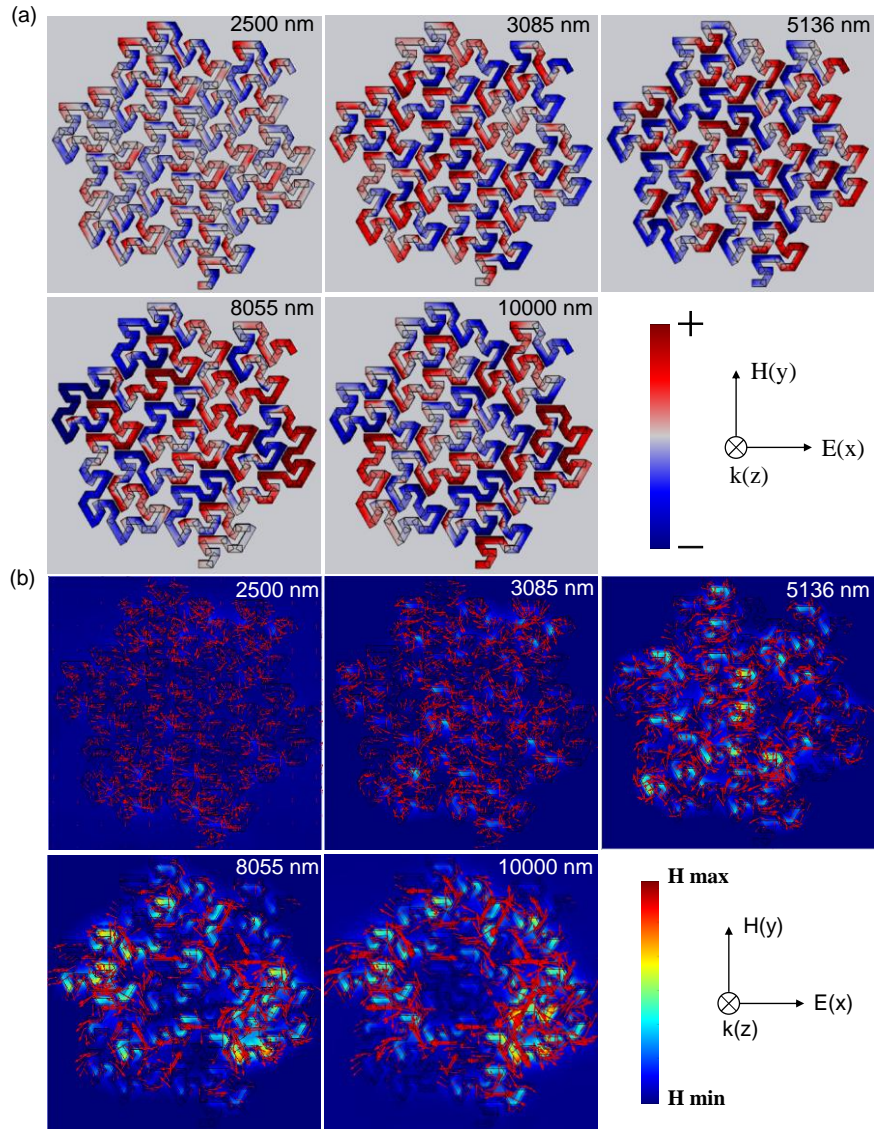 (a)
2500 nm
3085 nm
5136 nm
8055 nm
10000 nm
+
−
H(y)
E(x)
k(z)
(b)
2500 nm
3085 nm
5136 nm
8055 nm
10000 nm
H max
H min
H(y)
E(x)
k(z)